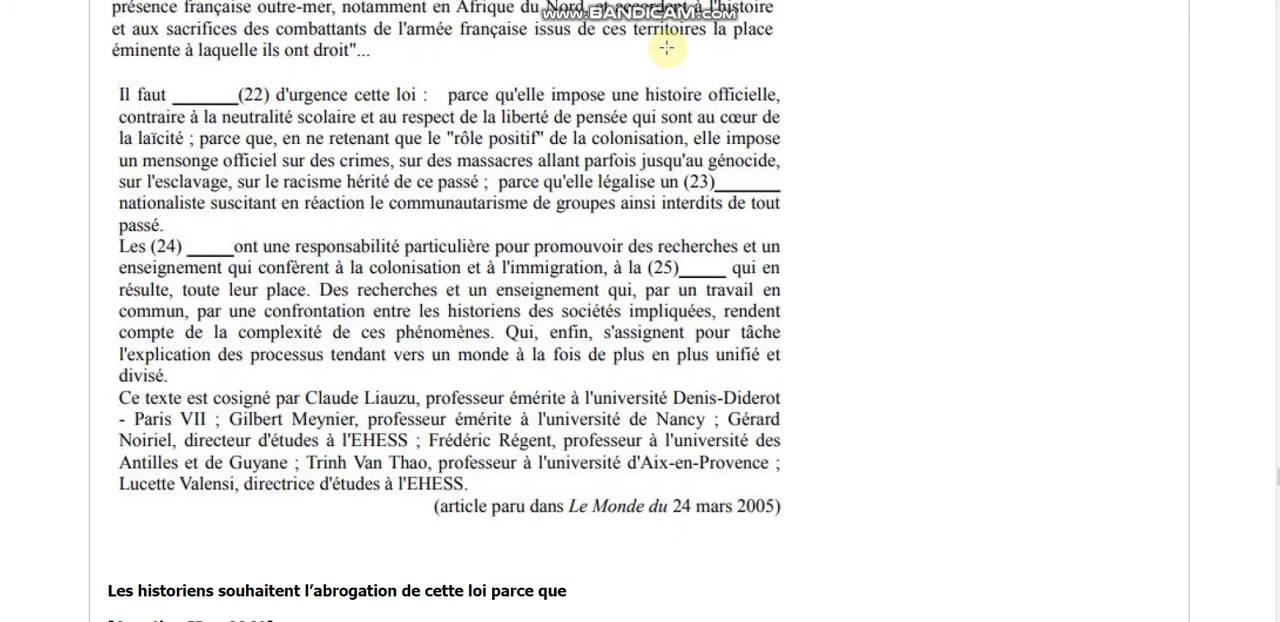 présence française outre-mer, notamment en Afrique du Nord, et accordent à l'histoire
www.BANDICAM.com
et aux sacrifices des combattants de l'armée française issus de ces territoires la place
éminente à laquelle ils ont droit"...
Il faut _______(22) d'urgence cette loi : parce qu'elle impose une histoire officielle,
contraire à la neutralité scolaire et au respect de la liberté de pensée qui sont au cœur de
la laïcité ; parce que, en ne retenant que le "rôle positif" de la colonisation, elle impose
un mensonge officiel sur des crimes, sur des massacres allant parfois jusqu'au génocide,
sur l'esclavage, sur le racisme hérité de ce passé ; parce qu'elle légalise un (23)_______
nationaliste suscitant en réaction le communautarisme de groupes ainsi interdits de tout
passé.
Les (24) _____ont une responsabilité particulière pour promouvoir des recherches et un
enseignement qui confèrent à la colonisation et à l'immigration, à la (25)_____ qui en
résulte, toute leur place. Des recherches et un enseignement qui, par un travail en
commun, par une confrontation entre les historiens des sociétés impliquées, rendent
compte de la complexité de ces phénomènes. Qui, enfin, s'assignent pour tâche
l'explication des processus tendant vers un monde à la fois de plus en plus unifié et
divisé.
Ce texte est cosigné par Claude Liauzu, professeur émérite à l'université Denis-Diderot
- Paris VII ; Gilbert Meynier, professeur émérite à l'université de Nancy ; Gérard
Noiriel, directeur d'études à l'EHESS ; Frédéric Régent, professeur à l'université des
Antilles et de Guyane ; Trinh Van Thao, professeur à l'université d'Aix-en-Provence ;
Lucette Valensi, directrice d'études à l'EHESS.
(article paru dans Le Monde du 24 mars 2005)
Les historiens souhaitent l'abrogation de cette loi parce que